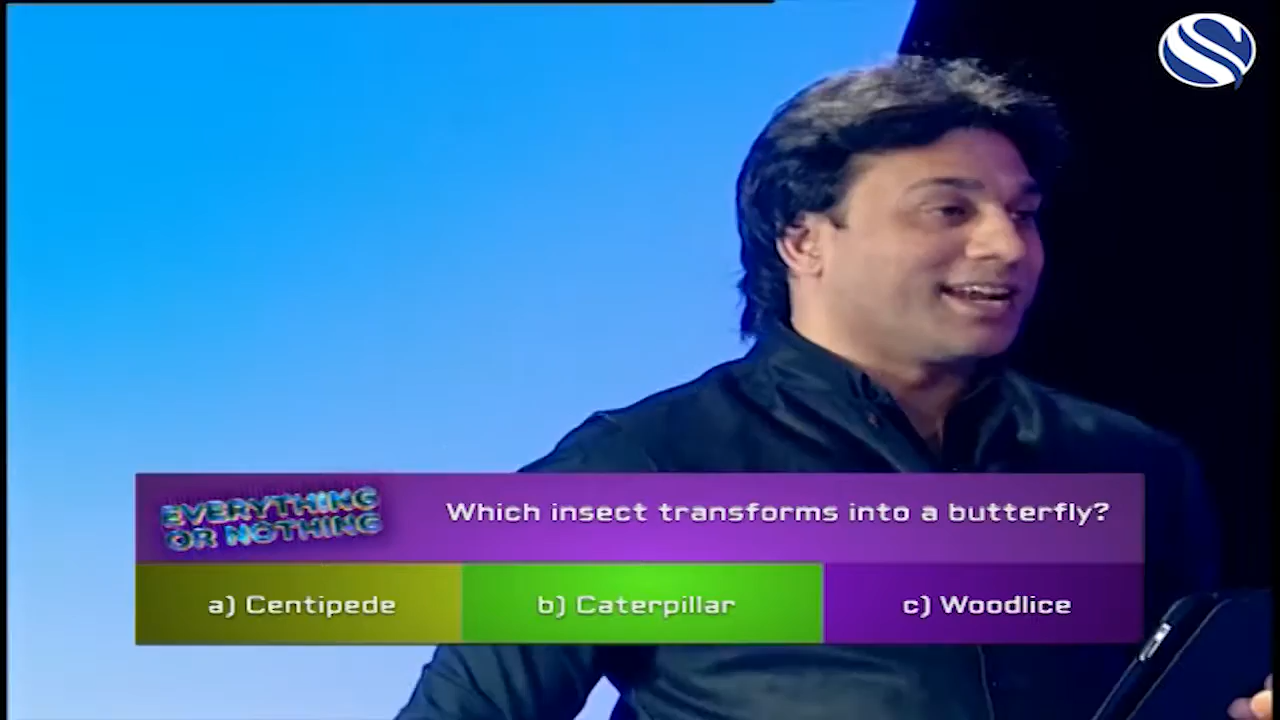 EVERYTHING
OR NOTHING
Which insect transforms into a butterfly?
a) Centipede
b) Caterpillar
c) Woodlice